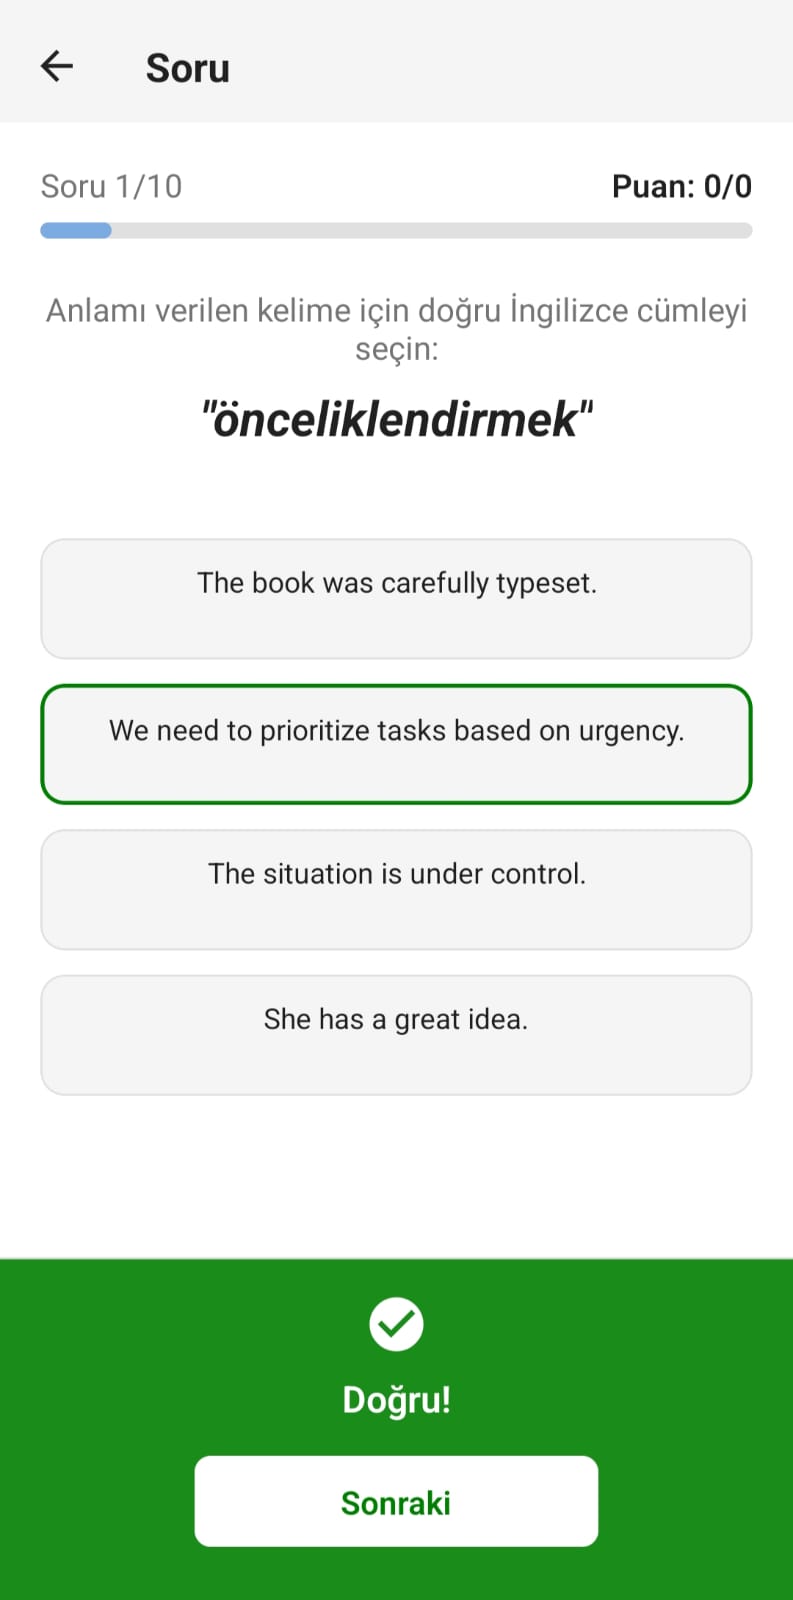 Soru
Soru 1/10
Puan: 0/0
Anlamı verilen kelime için doğru İngilizce cümleyi
seçin:
"önceliklendirmek"
The book was carefully typeset.
We need to prioritize tasks based on urgency.
The situation is under control.
She has a great idea.
Doğru!
Sonraki